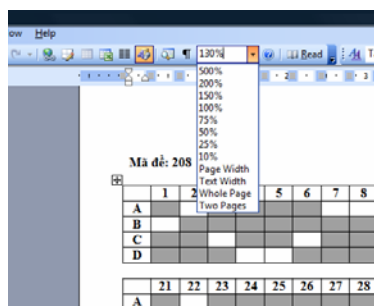 ow Help
130% Read
500%
200%
150%
100%
75%
50%
25%
10%
Page Width
Text Width
Whole Page
Two Pages
Mã đề: 208
1 2 5 6 7 8
A
B
C
D
21 22 23 24 25 26 27 28
A